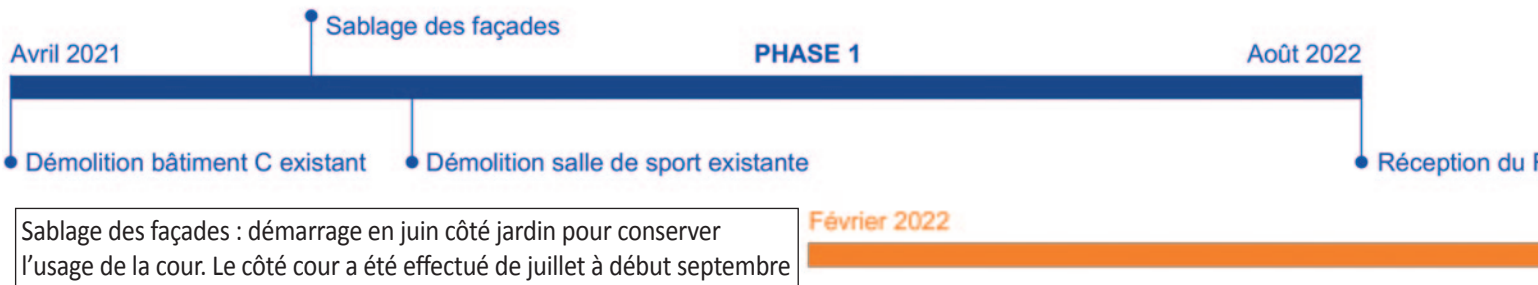 Sablage des façades
Avril 2021
PHASE 1
Août 2022
Démolition bâtiment C existant
Démolition salle de sport existante
Réception du
Février 2022
Sablage des façades : démarrage en juin côté jardin pour conserver
l'usage de la cour. Le côté cour a été effectué de juillet à début septembre